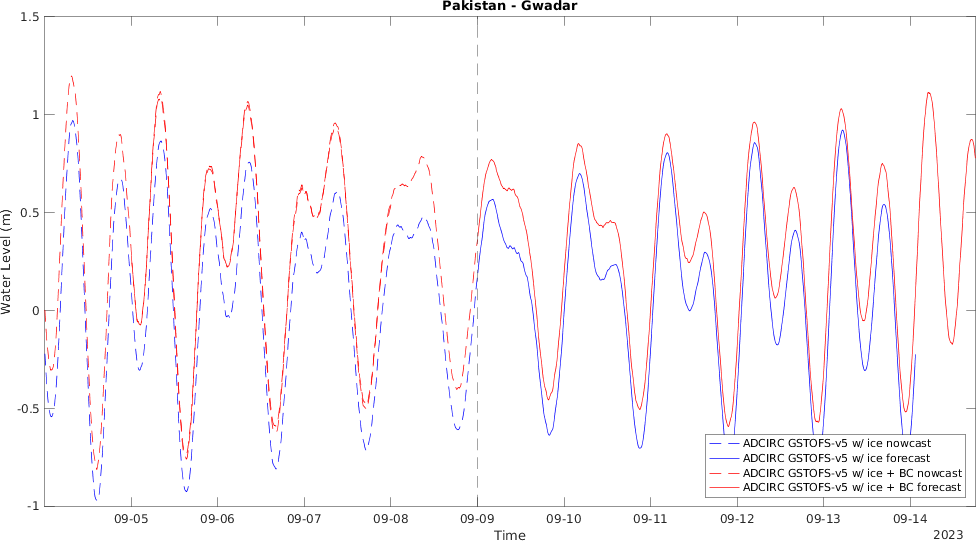 Pakistan - Gwadar
1.5
1
0.5
0
-0.5
-1
Water Level (m)
09-05 09-06 09-07 09-08 09-09 09-10 09-11 09-12 09-13 09-14
Time
2023
ADCIRC GSTOFS-v5 w/ ice nowcast
ADCIRC GSTOFS-v5 w/ ice forecast
ADCIRC GSTOFS-v5 w/ ice + BC nowcast
ADCIRC GSTOFS-v5 w/ ice + BC forecast